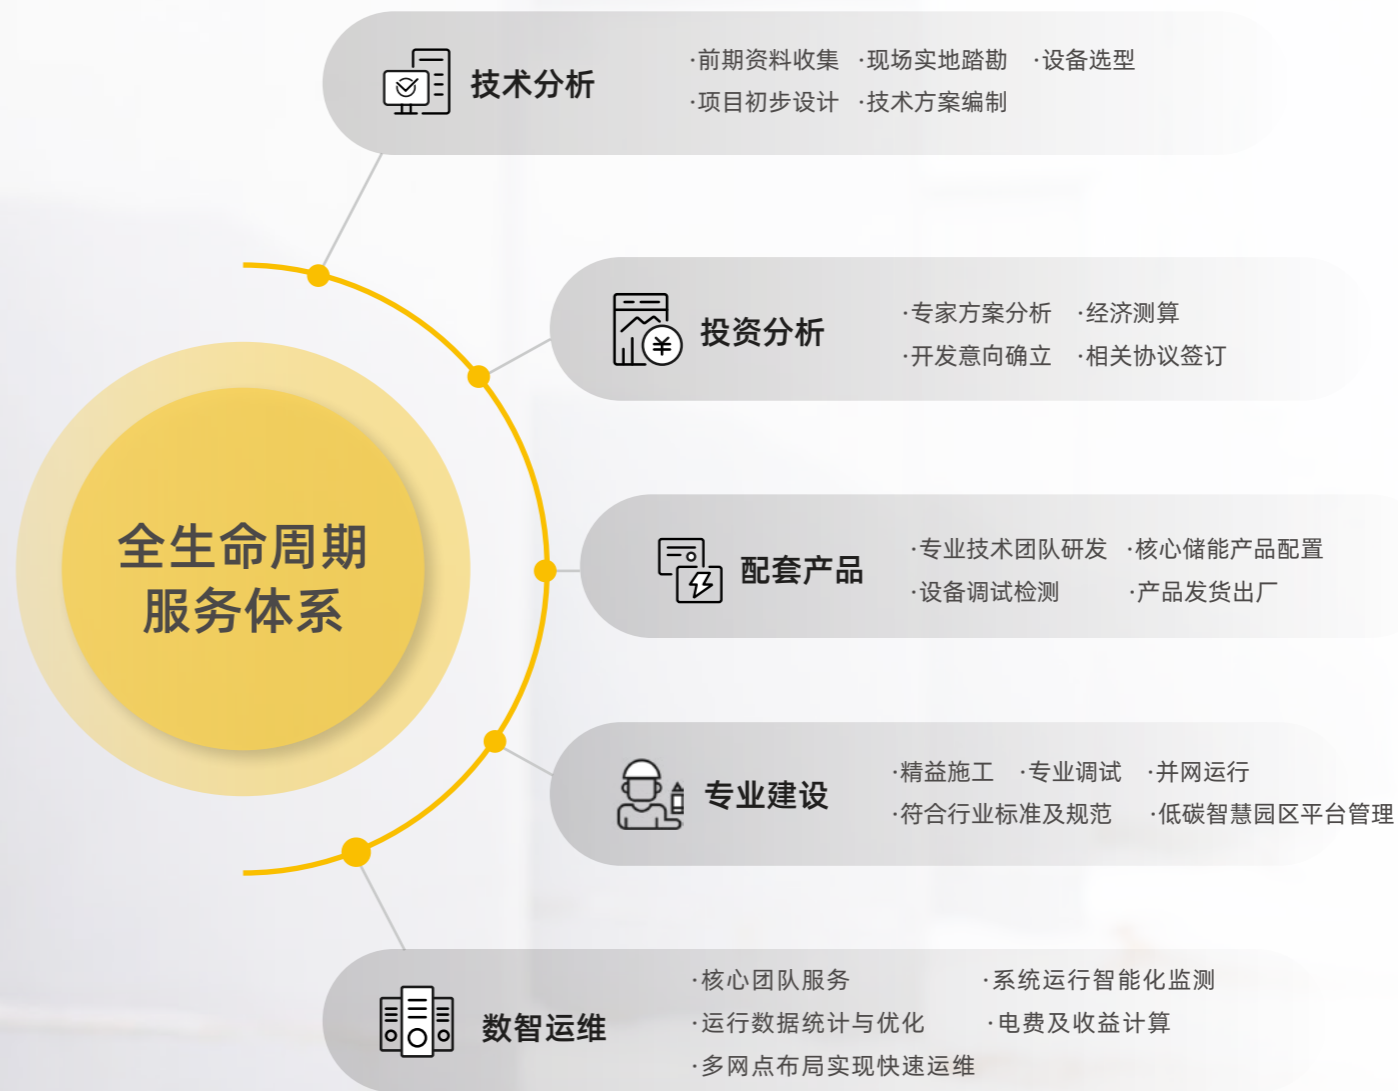 技术分析
·前期资料收集 ·现场实地踏勘 ·设备选型
·项目初步设计 ·技术方案编制
投资分析
·专家方案分析 ·经济测算
·开发意向确立 ·相关协议签订
全生命周期
服务体系
配套产品
·专业技术团队研发 ·核心储能产品配置
·设备调试检测 ·产品发货出厂
专业建设
·精益施工 ·专业调试 ·并网运行
·符合行业标准及规范 ·低碳智慧园区平台管理
数智运维
·核心团队服务 ·系统运行智能化监测
·运行数据统计与优化 ·电费及收益计算
·多网点布局实现快速运维